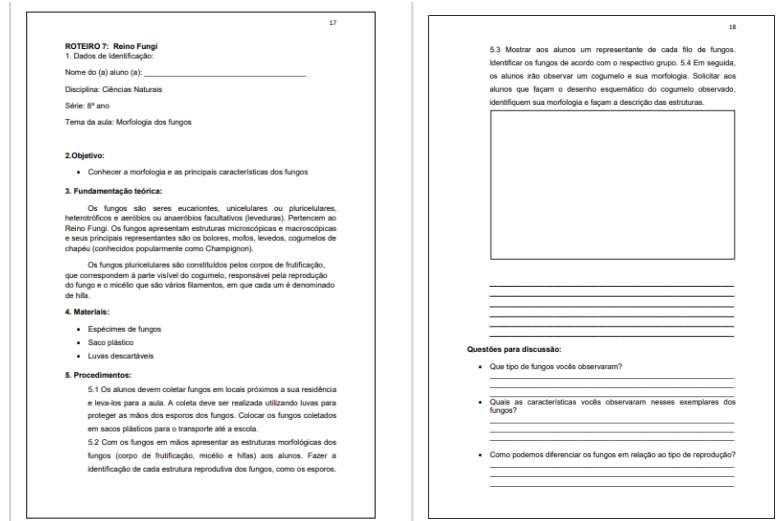 17
ROTEIRO 7: Reino Fungi
1. Dados de Identificação:
Nome do (a) aluno (a): ________________________________________
Disciplina: Ciências Naturais
Série: 8º ano
Tema da aula: Morfologia dos fungos
2.Objetivo:
• Conhecer a morfologia e as principais características dos fungos
3. Fundamentação teórica:
Os fungos são seres eucariontes, unicelulares ou pluricelulares,
heterotróficos e aeróbios ou anaeróbios facultativos (leveduras). Pertencem ao
Reino Fungi. Os fungos apresentam estruturas microscópicas e macroscópicas
e seus principais representantes são os bolores, mofos, levedos, cogumelos de
chapéu (conhecidos popularmente como Champignon).
Os fungos pluricelulares são constituídos pelos corpos de frutificação,
que correspondem à parte visível do cogumelo, responsável pela reprodução
do fungo e o micélio que são vários filamentos, em que cada um é denominado
de hifa.
4. Materiais:
• Espécimes de fungos
• Saco plástico
• Luvas descartáveis
5. Procedimentos:
5.1 Os alunos devem coletar fungos em locais próximos a sua residência
e leva-los para a aula. A coleta deve ser realizada utilizando luvas para
proteger as mãos dos esporos dos fungos. Colocar os fungos coletados
em sacos plásticos para o transporte até a escola.
5.2 Com os fungos em mãos apresentar as estruturas morfológicas dos
fungos (corpo de frutificação, micélio e hifas) aos alunos. Fazer a
identificação de cada estrutura reprodutiva dos fungos, como os esporos.
18
5.3 Mostrar aos alunos um representante de cada filo de fungos.
Identificar os fungos de acordo com o respectivo grupo. 5.4 Em seguida,
os alunos irão observar um cogumelo e sua morfologia. Solicitar aos
alunos que façam o desenho esquemático do cogumelo observado,
identifiquem sua morfologia e façam a descrição das estruturas.
Questões para discussão:
• Que tipo de fungos vocês observaram?
• Quais as características vocês observaram nesses exemplares dos
fungos?
• Como podemos diferenciar os fungos em relação ao tipo de reprodução?